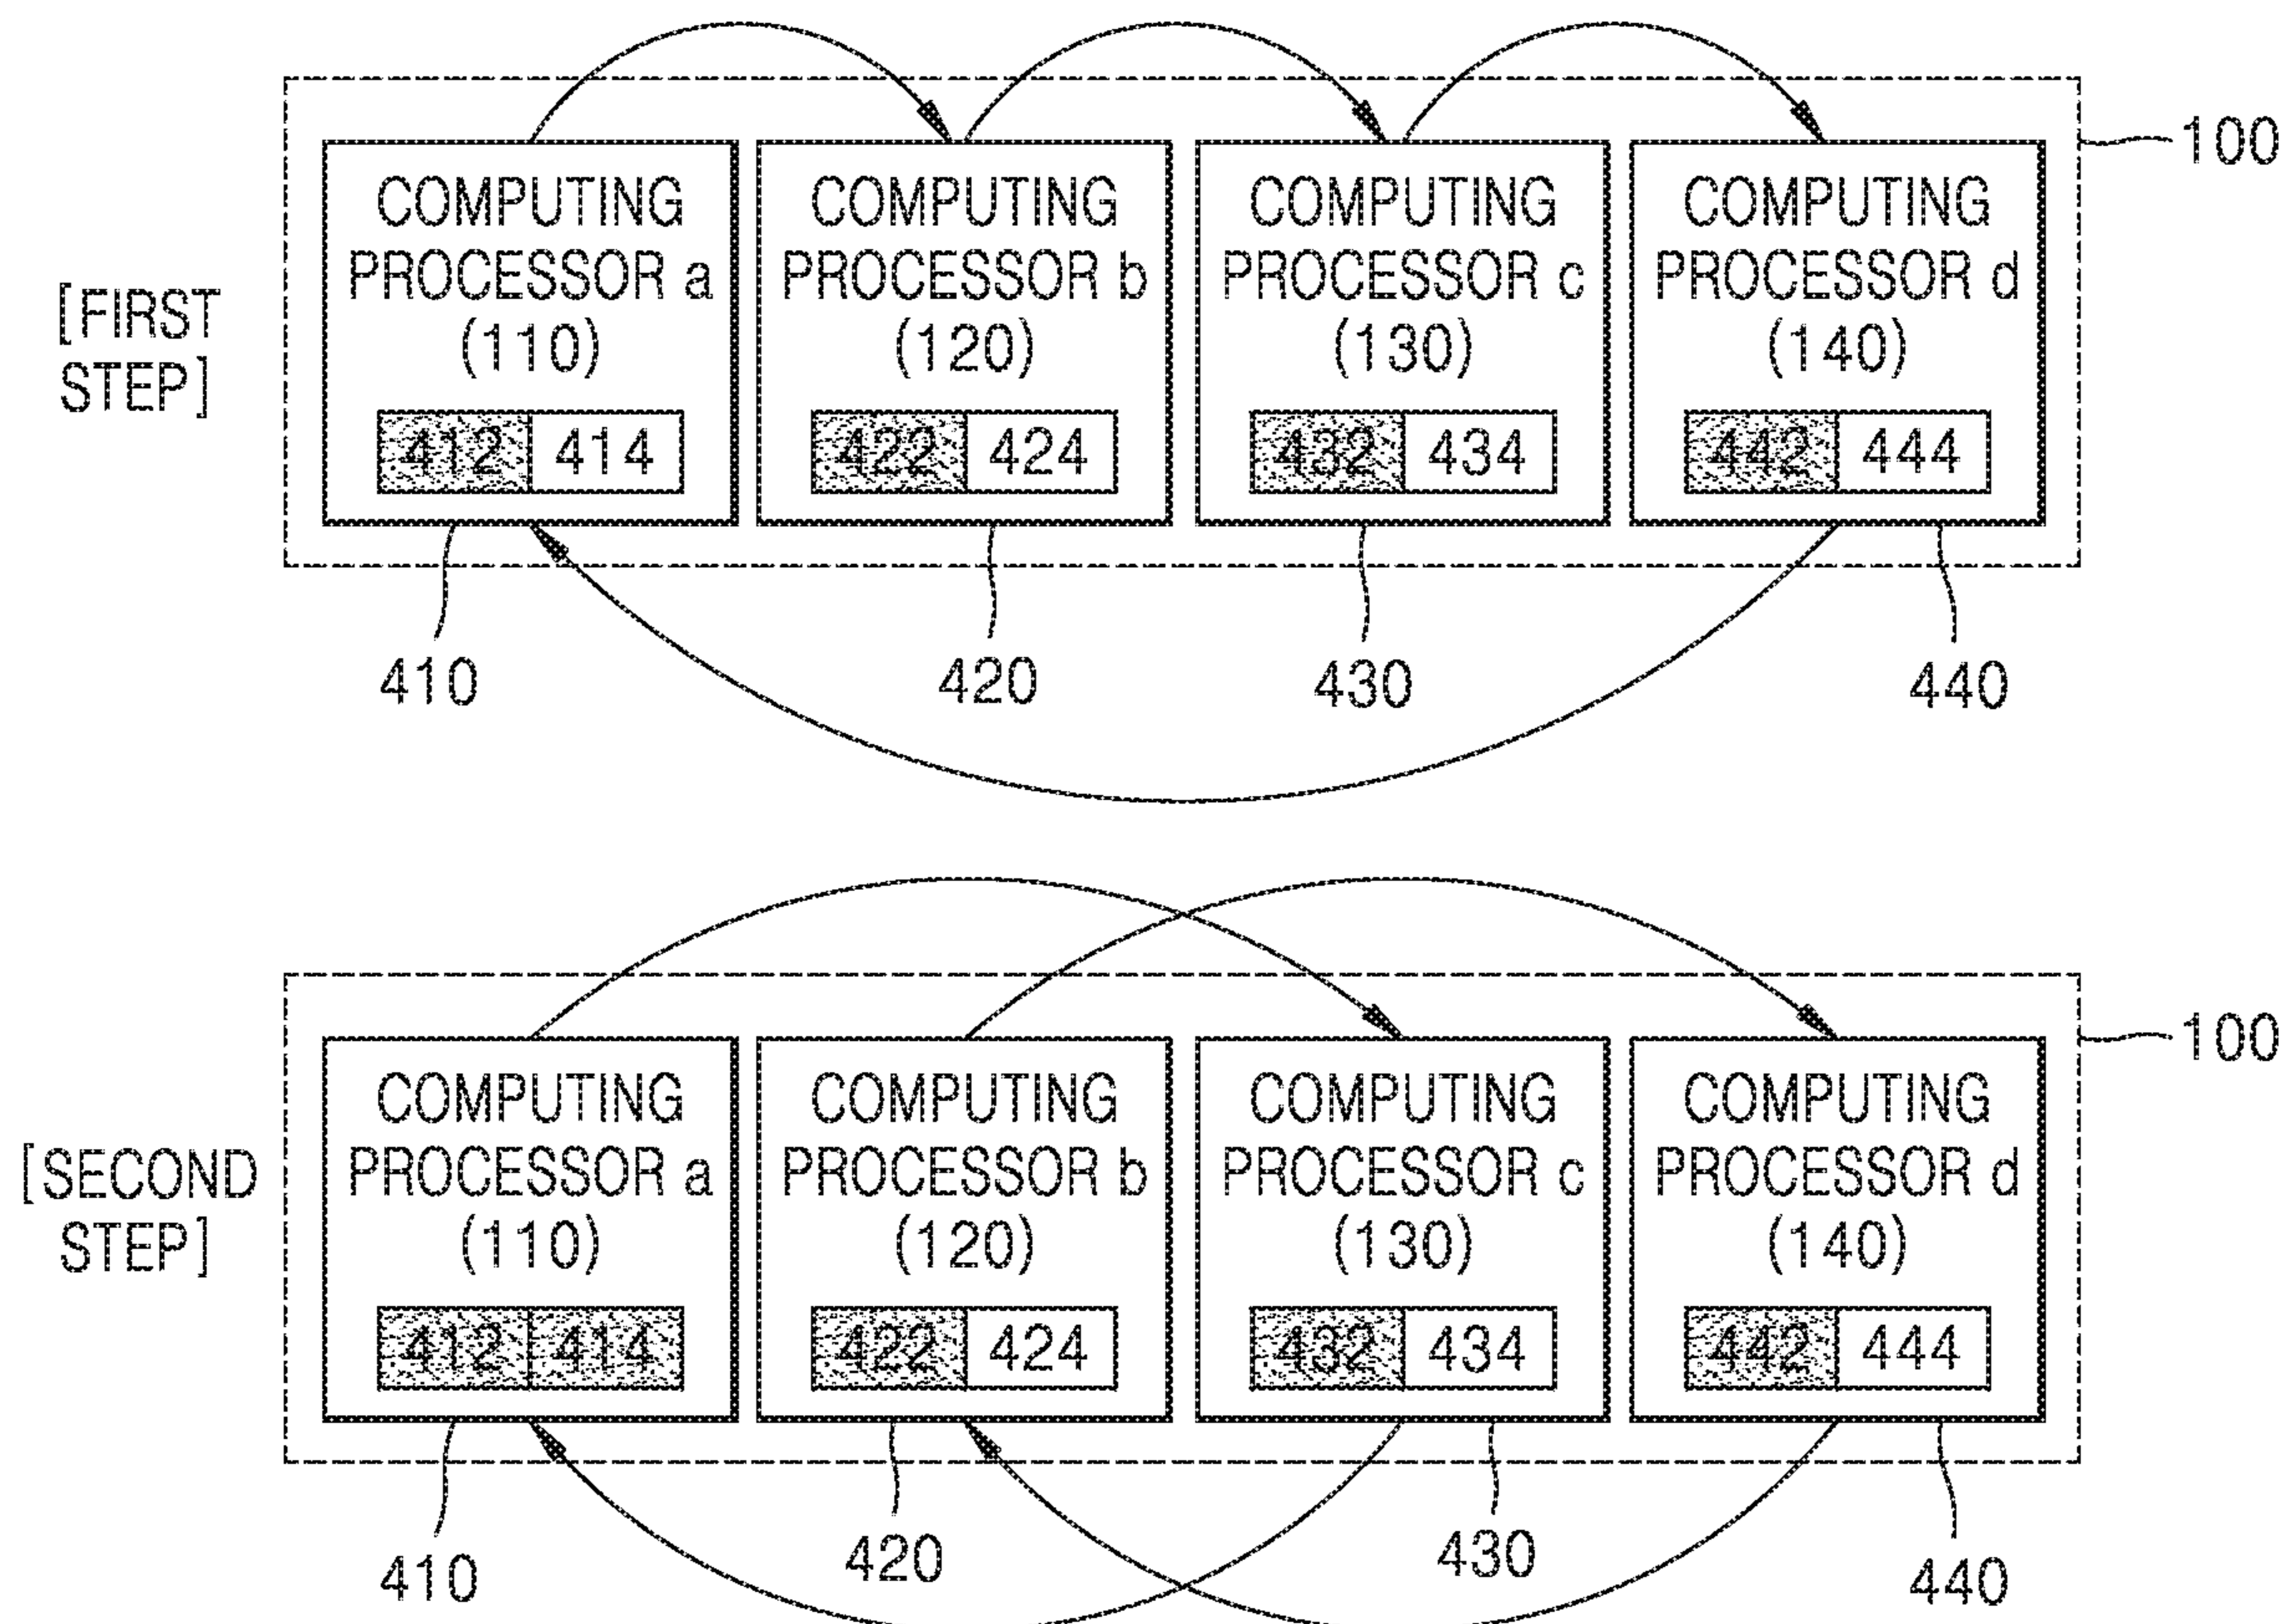 100
COMPUTING PROCESSOR a (110)
COMPUTING PROCESSOR b (120)
COMPUTING PROCESSOR c (130)
COMPUTING PROCESSOR d (140)
[FIRST
STEP]
412 414
422 424
432 434
442 444
410
420
430
440
100
COMPUTING PROCESSOR a (110)
COMPUTING PROCESSOR b (120)
COMPUTING PROCESSOR c (130)
COMPUTING PROCESSOR d (140)
[SECOND
STEP]
412 414
422 424
432 434
442 444
410
420
430
440